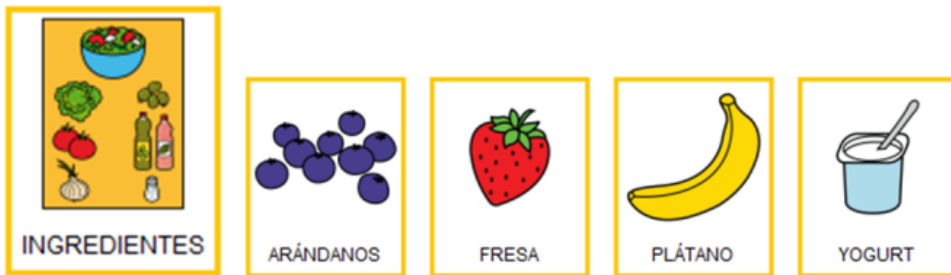 INGREDIENTES
ARÁNDANOS
FRESA
PLÁTANO
YOGURT